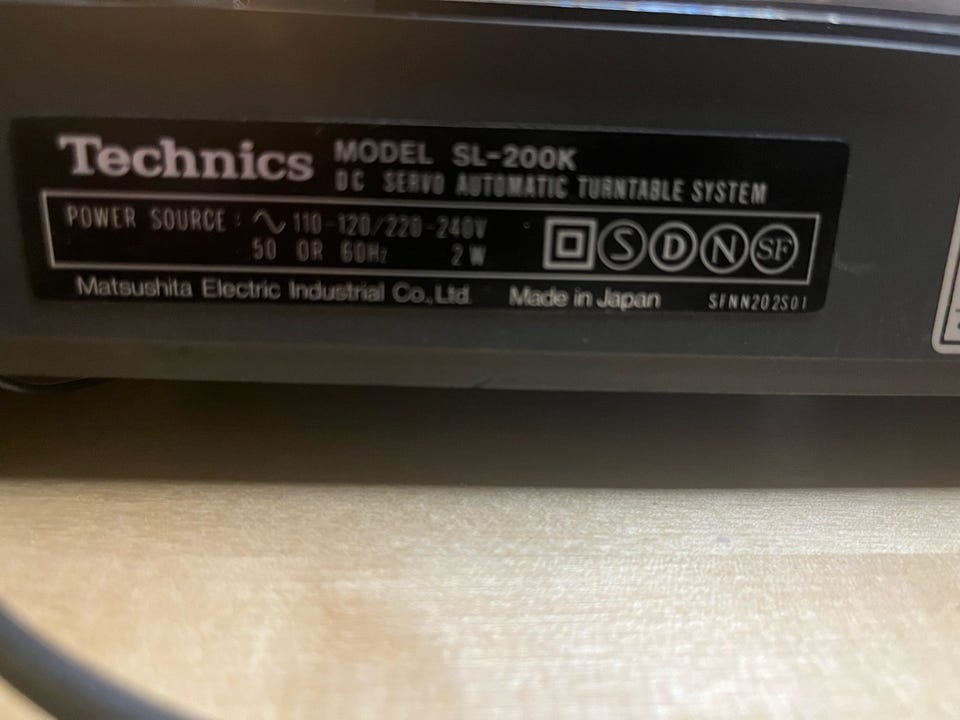 Technics MODEL SL-200K
DC SERVO AUTOMATIC TURNTABLE SYSTEM
POWER SOURCE : ∿ 110-120/220-240V
50 OR 60Hz 2W
S D N SF
Matsushita Electric Industrial Co.,Ltd. Made in Japan SFNN202S01